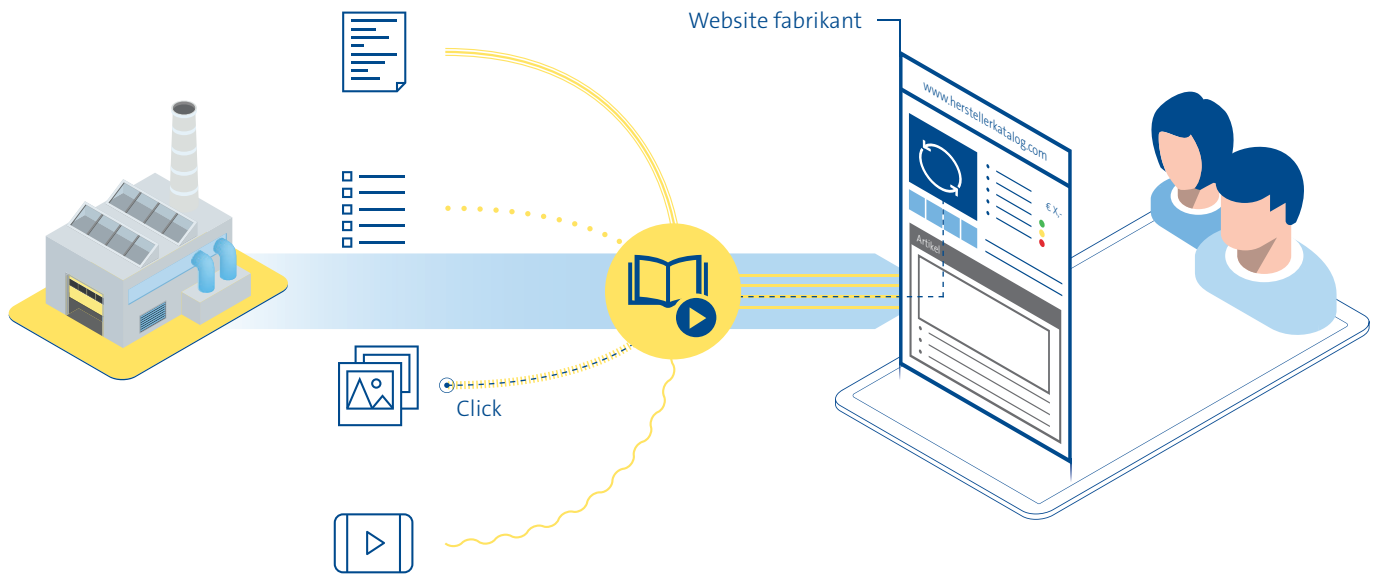 Website fabrikant
www.herstellerkatalog.com
€ X,-
Artikel
Click